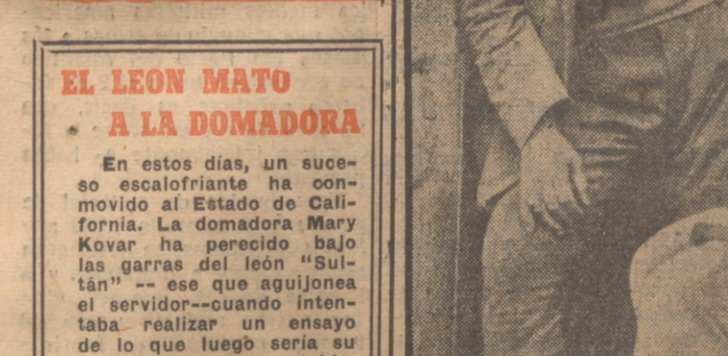 EL LEON MATO
A LA DOMADORA
En estos días, un suce-
so escalofriante ha con-
movido al Estado de Cali-
fornia. La domadora Mary
Kovar ha perecido bajo
las garras del león "Sul-
tán" -- ese que aguijonea
el servidor--cuando inten-
taba realizar un ensayo
de lo que luego sería su